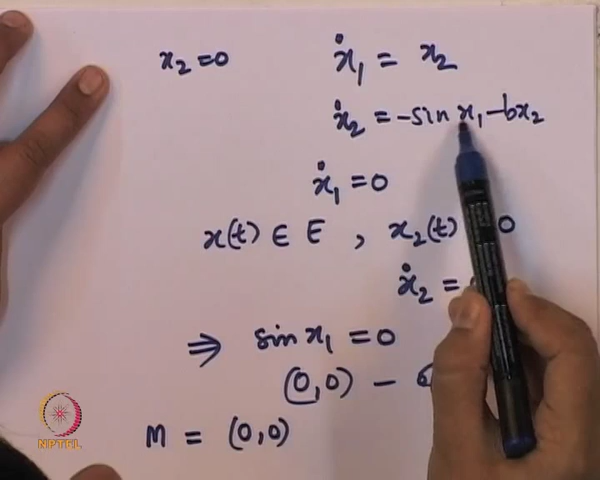 x₂ = 0 ẋ₁ = x₂
ẋ₂ = -sin x₁ - bx₂
ẋ₁ = 0
x(t) ∈ E , x₂(t) 0
ẋ₂ =
⇒ sin x₁ = 0
(0,0) -
M = (0,0)
NPTEL